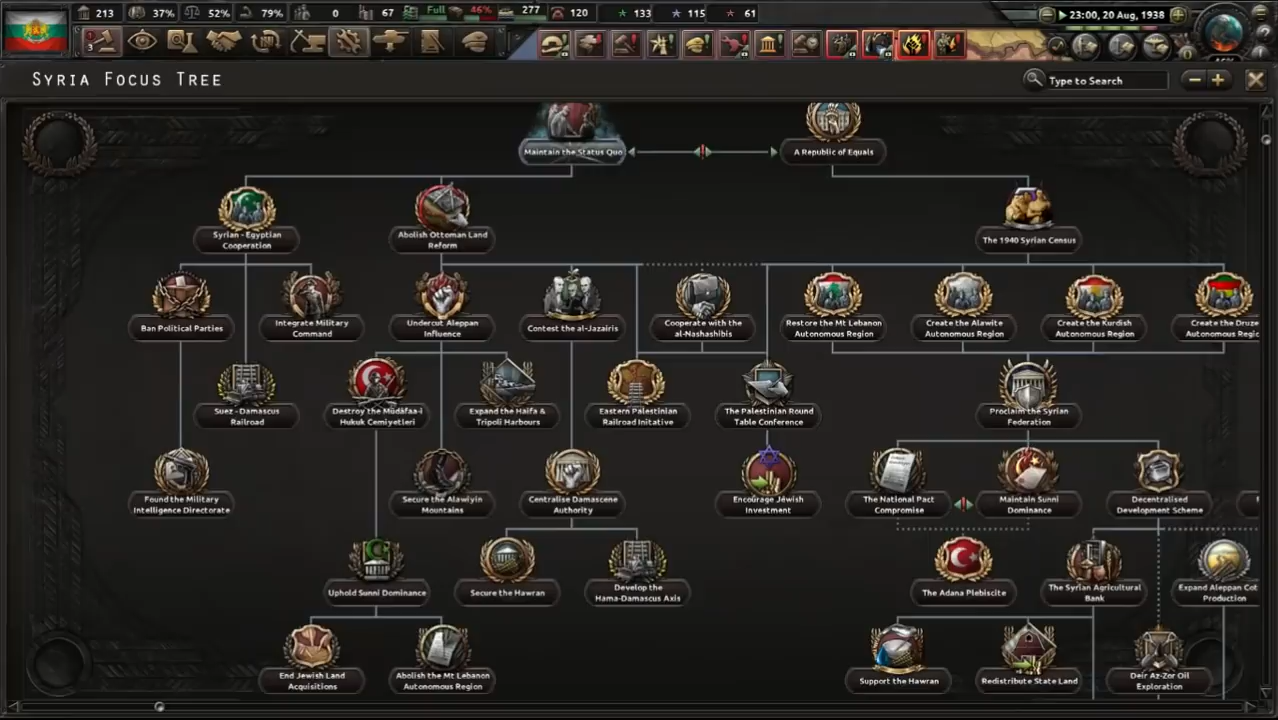 213 37% 52% 79% 0 67 Full 46% 277 120 133 115 61 23:00, 20 Aug, 1938
3
Syria Focus Tree
Type to Search
Maintain the Status Quo
A Republic of Equals
Syrian - Egyptian
Cooperation
Abolish Ottoman Land
Reform
The 1940 Syrian Census
Ban Political Parties
Integrate Military
Command
Undercut Aleppan
Influence
Contest the al-Jazairis
Cooperate with the
al-Nashashibis
Restore the Mt Lebanon
Autonomous Region
Create the Alawite
Autonomous Region
Create the Kurdish
Autonomous Region
Create the Druze
Autonomous Regi
Suez - Damascus
Railroad
Destroy the Müdâfaa-i
Hukuk Cemiyetleri
Expand the Haifa &
Tripoli Harbours
Eastern Palestinian
Railroad Initative
The Palestinian Round
Table Conference
Proclaim the Syrian
Federation
Found the Military
Intelligence Directorate
Secure the Alawiyin
Mountains
Centralise Damascene
Authority
Encourage Jewish
Investment
The National Pact
Compromise
Maintain Sunni
Dominance
Decentralised
Development Scheme
Uphold Sunni Dominance
Secure the Hawran
Develop the
Hama-Damascus Axis
The Adana Plebiscite
The Syrian Agricultural
Bank
Expand Aleppan Cot
Production
End Jewish Land
Acquisitions
Abolish the Mt Lebanon
Autonomous Region
Support the Hawran
Redistribute State Land
Deir Az-Zor Oil
Exploration